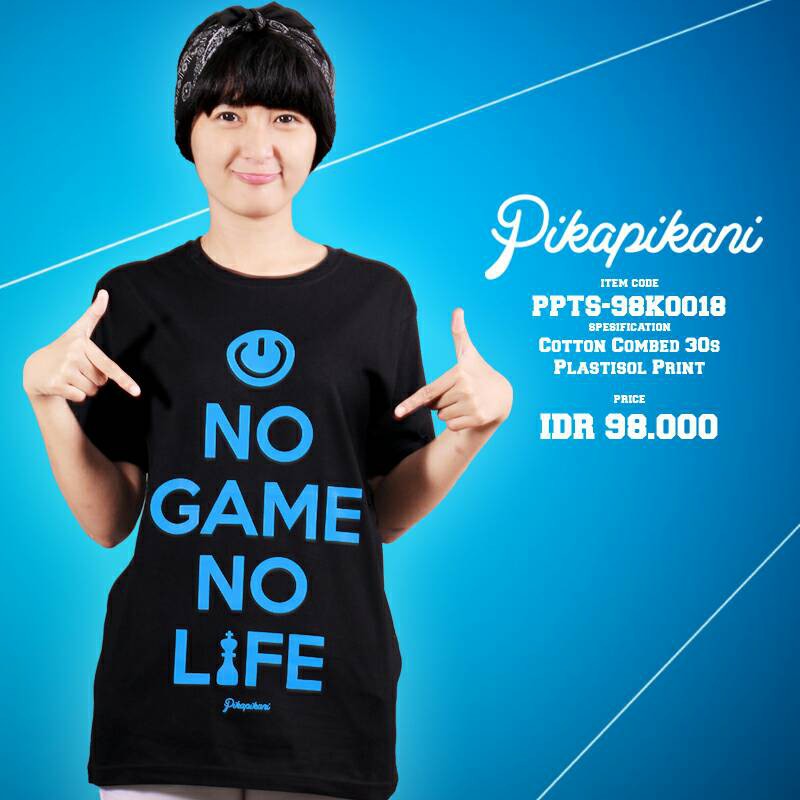 Pikapikani
ITEM CODE
PPTS-98K0018
SPESIFICATION
COTTON COMBED 30S
PLASTISOL PRINT
PRICE
IDR 98.000
NO
GAME
NO
LIFE
Pikapikani